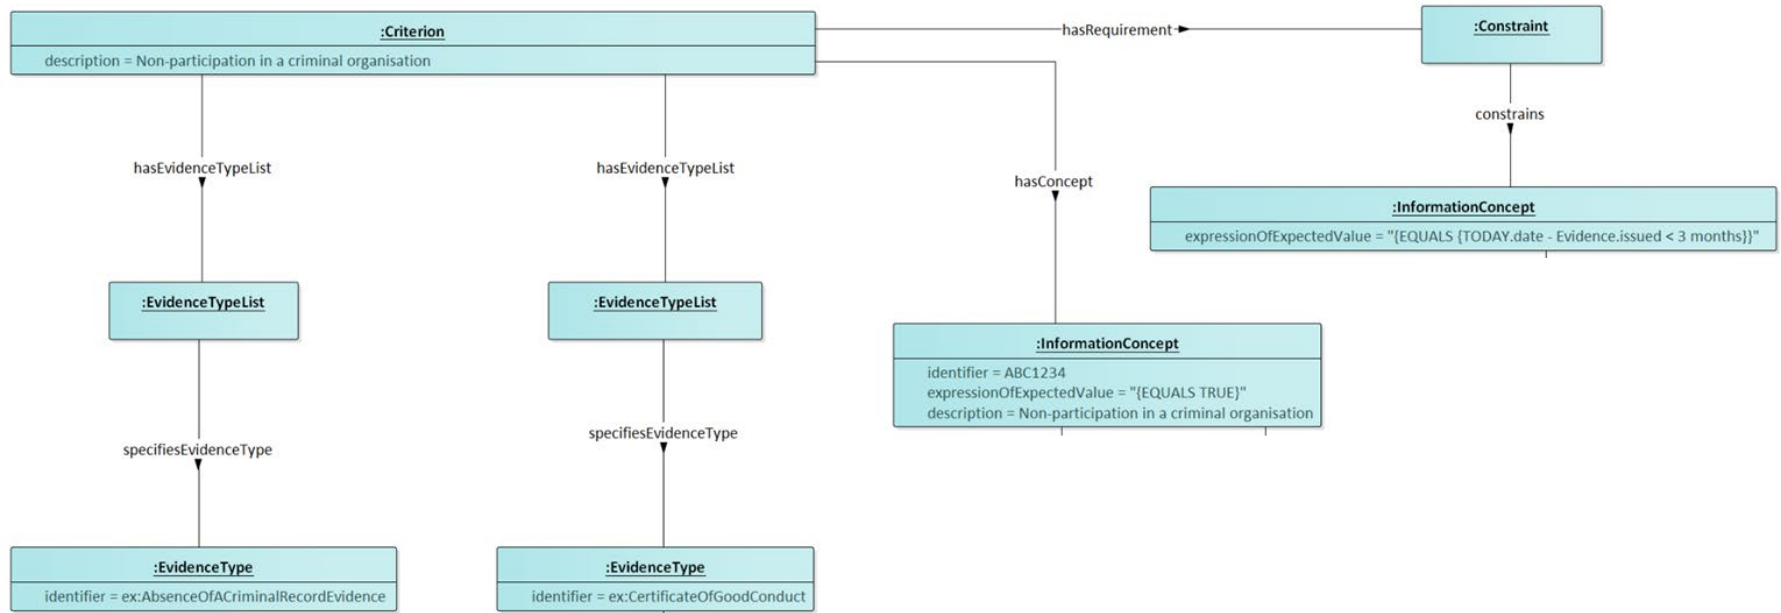 :Criterion
description = Non-participation in a criminal organisation
hasRequirement
:Constraint
constrains
hasEvidenceTypeList
hasEvidenceTypeList
hasConcept
:InformationConcept
expressionOfExpectedValue = "{EQUALS {TODAY.date - Evidence.issued < 3 months}}"
:EvidenceTypeList
:EvidenceTypeList
:InformationConcept
identifier = ABC1234
expressionOfExpectedValue = "{EQUALS TRUE}"
description = Non-participation in a criminal organisation
specifiesEvidenceType
specifiesEvidenceType
:EvidenceType
identifier = ex:AbsenceOfACriminalRecordEvidence
:EvidenceType
identifier = ex:CertificateOfGoodConduct